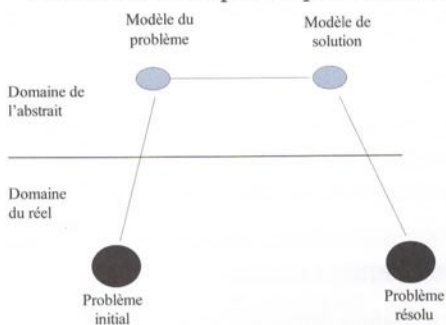 Modèle du
problème
Modèle de
solution
Domaine de
l'abstrait
Domaine
du réel
Problème
initial
Problème
résolu